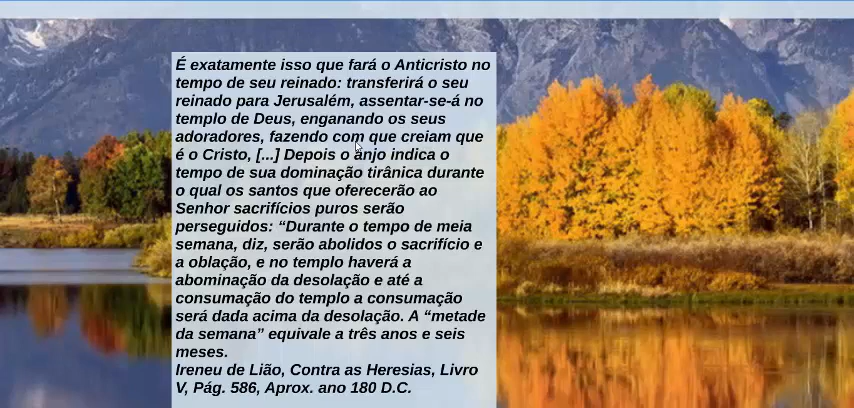 É exatamente isso que fará o Anticristo no
tempo de seu reinado: transferirá o seu
reinado para Jerusalém, assentar-se-á no
templo de Deus, enganando os seus
adoradores, fazendo com que creiam que
é o Cristo, [...] Depois o anjo indica o
tempo de sua dominação tirânica durante
o qual os santos que oferecerão ao
Senhor sacrifícios puros serão
perseguidos: “Durante o tempo de meia
semana, diz, serão abolidos o sacrifício e
a oblação, e no templo haverá a
abominação da desolação e até a
consumação do templo a consumação
será dada acima da desolação. A “metade
da semana” equivale a três anos e seis
meses.
Ireneu de Lião, Contra as Heresias, Livro
V, Pág. 586, Aprox. ano 180 D.C.